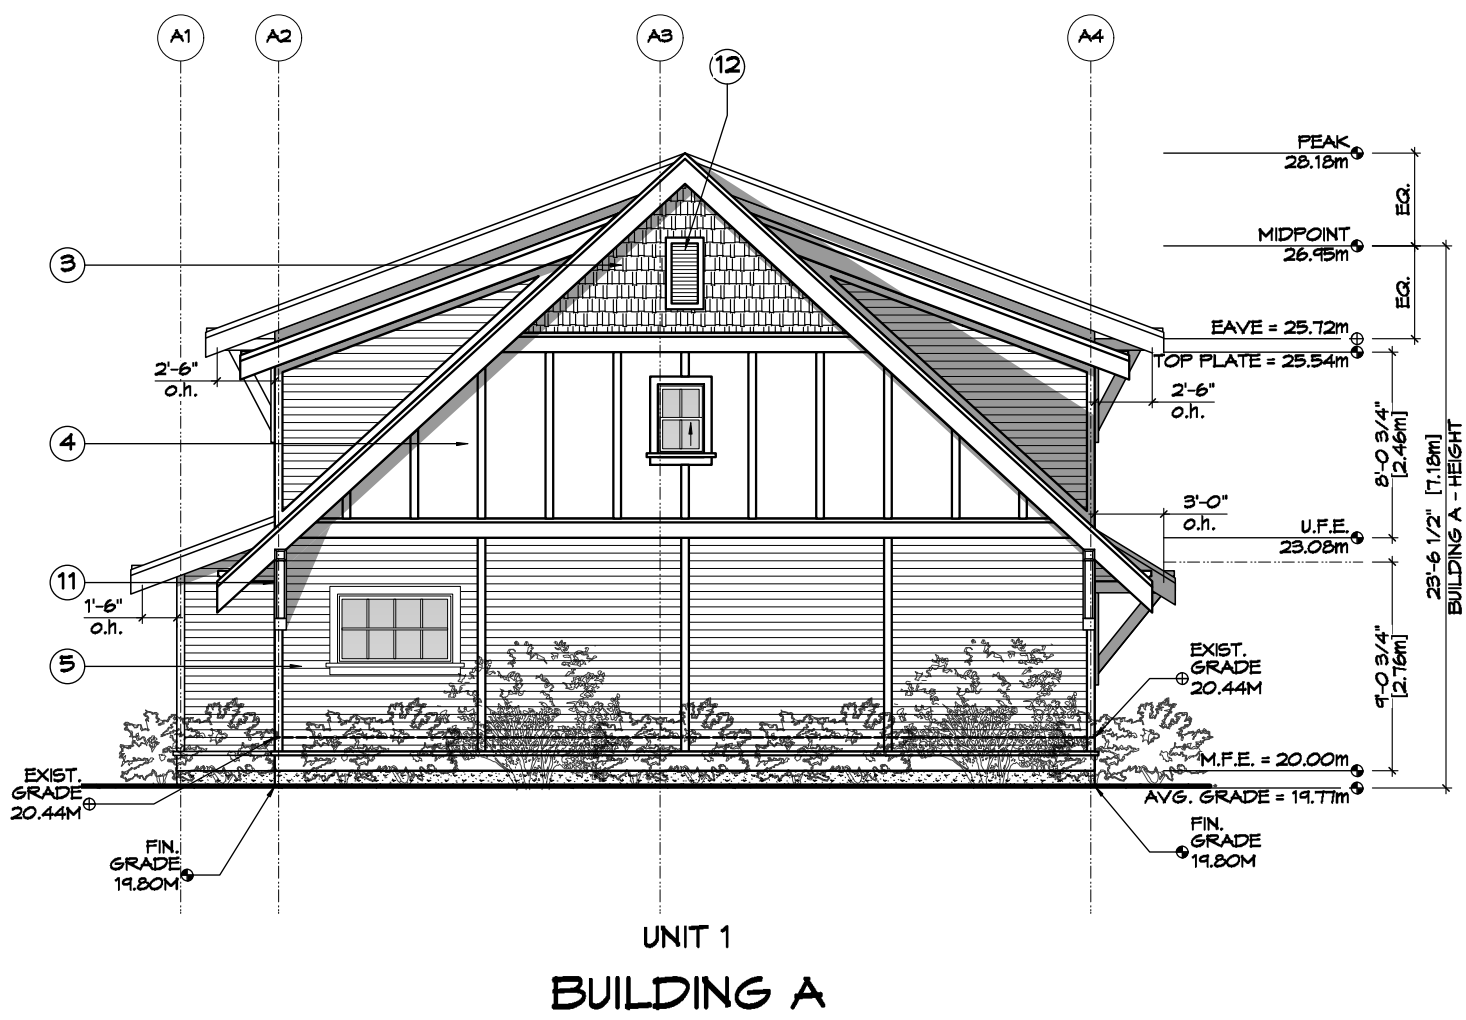 A1
A2
A3
A4
12
PEAK
28.18m
EQ.
MIDPOINT
26.95m
3
EQ.
EAVE = 25.72m
TOP PLATE = 25.54m
2'-6"
o.h.
2'-6"
o.h.
4
8'-0 3/4"
[2.46m]
23'-6 1/2" [7.18m]
BUILDING A - HEIGHT
3'-0"
o.h.
U.F.E.
23.08m
11
1'-6"
o.h.
5
9'-0 3/4"
[2.76m]
EXIST.
GRADE
20.44M
M.F.E. = 20.00m
EXIST.
GRADE
20.44M
AVG. GRADE = 19.77m
FIN.
GRADE
19.80M
FIN.
GRADE
19.80M
UNIT 1
BUILDING A